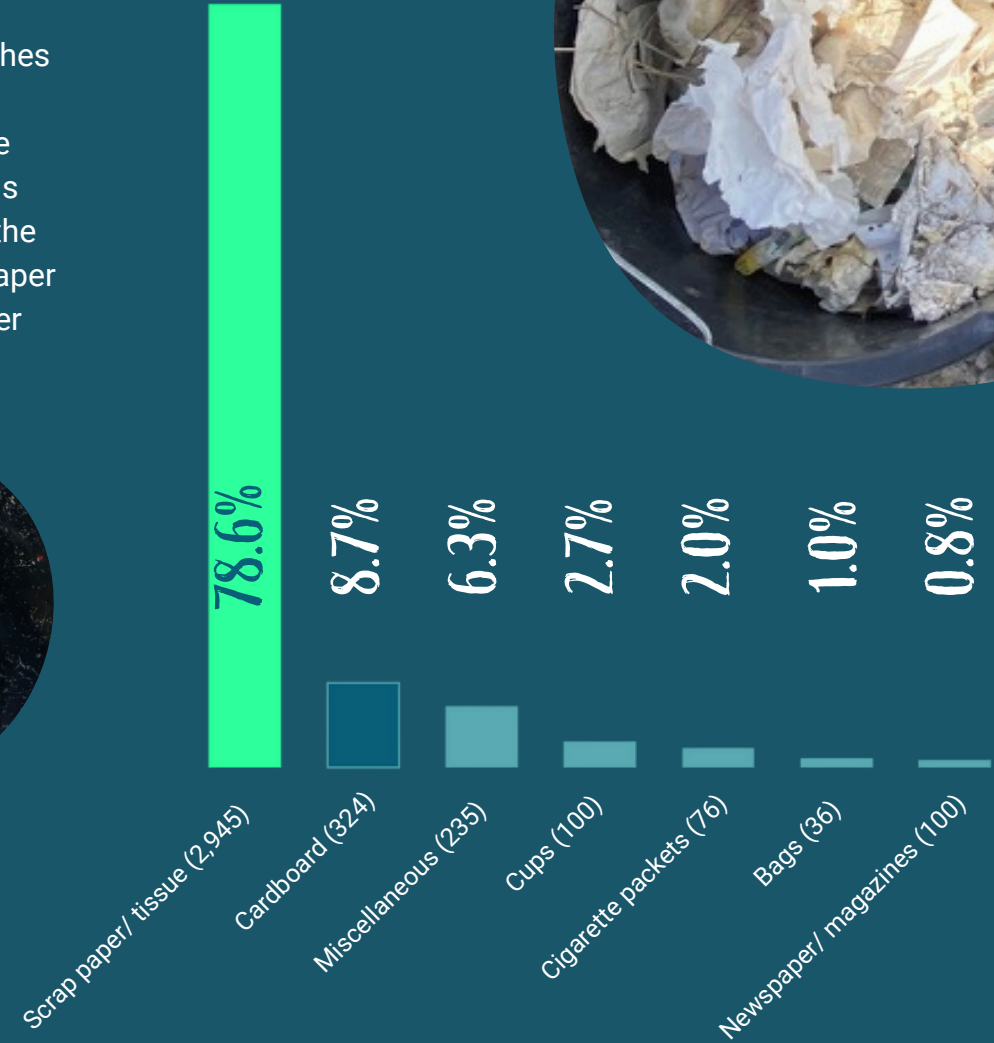 hes
e
s
the
aper
er
78.6%
8.7%
6.3%
2.7%
2.0%
1.0%
0.8%
Scrap paper/ tissue (2,945)
Cardboard (324)
Miscellaneous (235)
Cups (100)
Cigarette packets (76)
Bags (36)
Newspaper/ magazines (100)